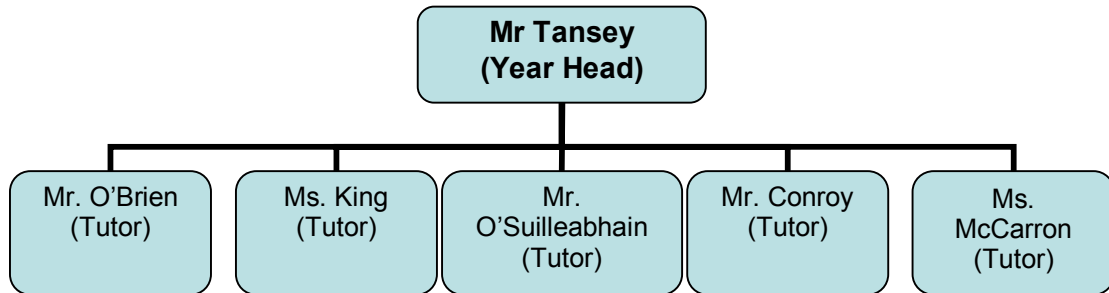 Mr Tansey
(Year Head)
Mr. O’Brien
(Tutor)
Ms. King
(Tutor)
Mr.
O’Suilleabhain
(Tutor)
Mr. Conroy
(Tutor)
Ms.
McCarron
(Tutor)